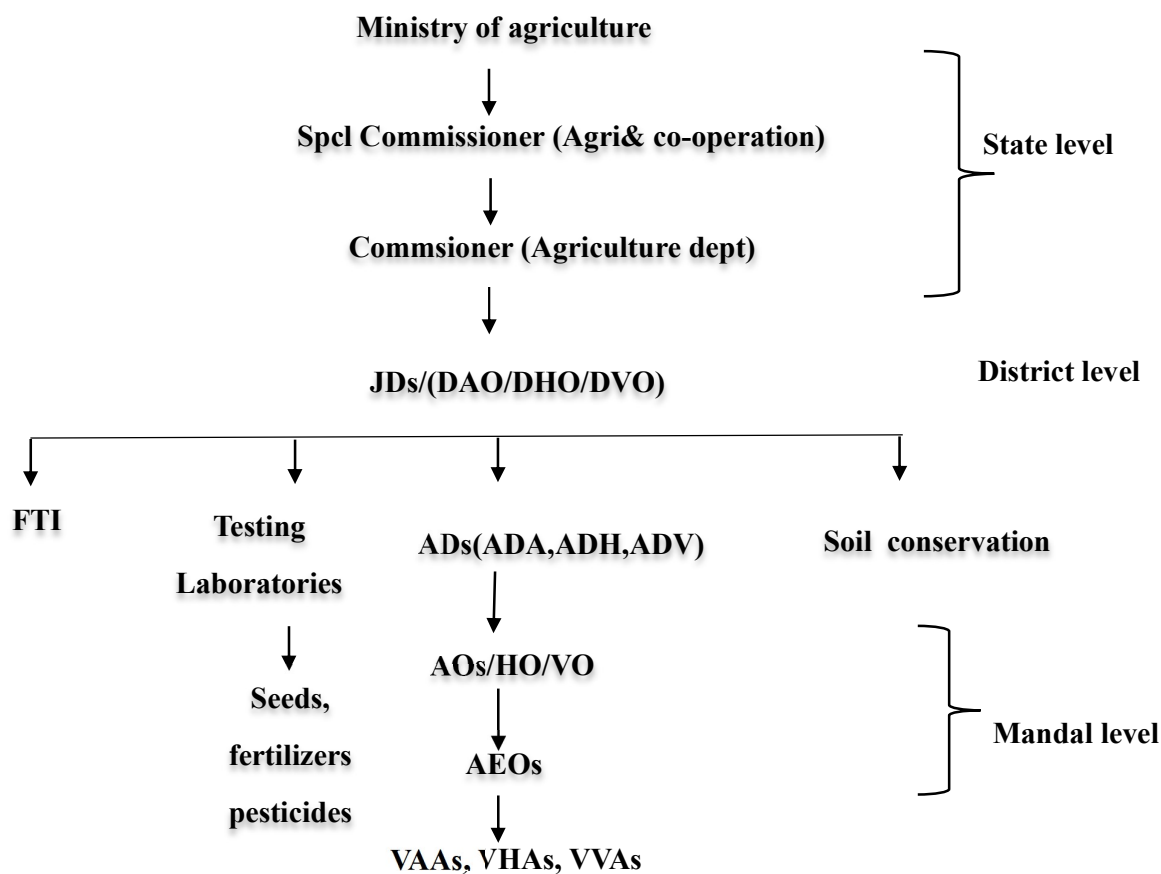 Ministry of agriculture
Spcl Commissioner (Agri& co-operation)
State level
Commsioner (Agriculture dept)
JDs/(DAO/DHO/DVO)
District level
FTI
Testing
Laboratories
ADs(ADA,ADH,ADV)
Soil conservation
AOs/HO/VO
Seeds,
fertilizers
pesticides
Mandal level
AEOs
VAAs, VHAs, VVAs